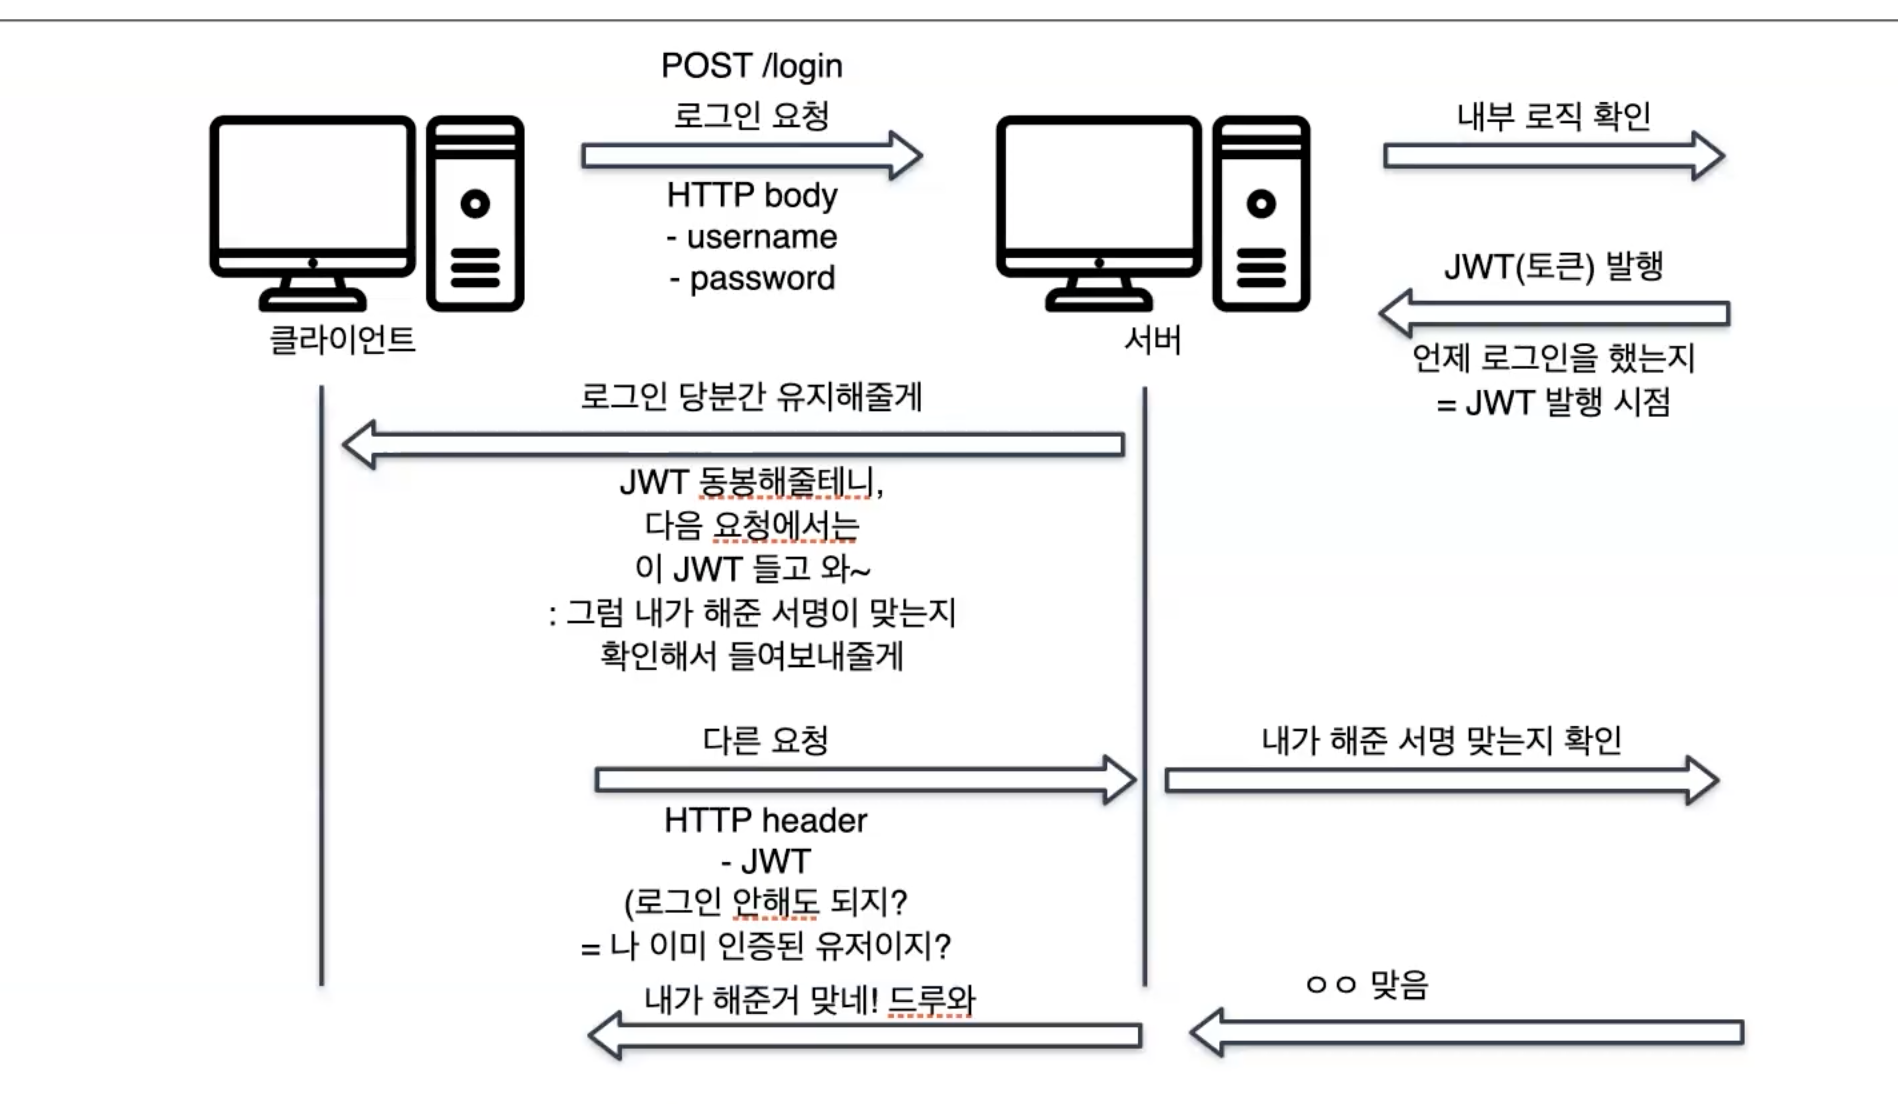 POST /login
로그인 요청
HTTP body
- username
- password
클라이언트
서버
내부 로직 확인
JWT(토큰) 발행
언제 로그인을 했는지
= JWT 발행 시점
로그인 당분간 유지해줄게
JWT 동봉해줄테니,
다음 요청에서는
이 JWT 들고 와~
: 그럼 내가 해준 서명이 맞는지
확인해서 들여보내줄게
다른 요청
HTTP header
- JWT
(로그인 안해도 되지?
= 나 이미 인증된 유저이지?
내가 해준 서명 맞는지 확인
ㅇㅇ 맞음
내가 해준거 맞네! 드루와